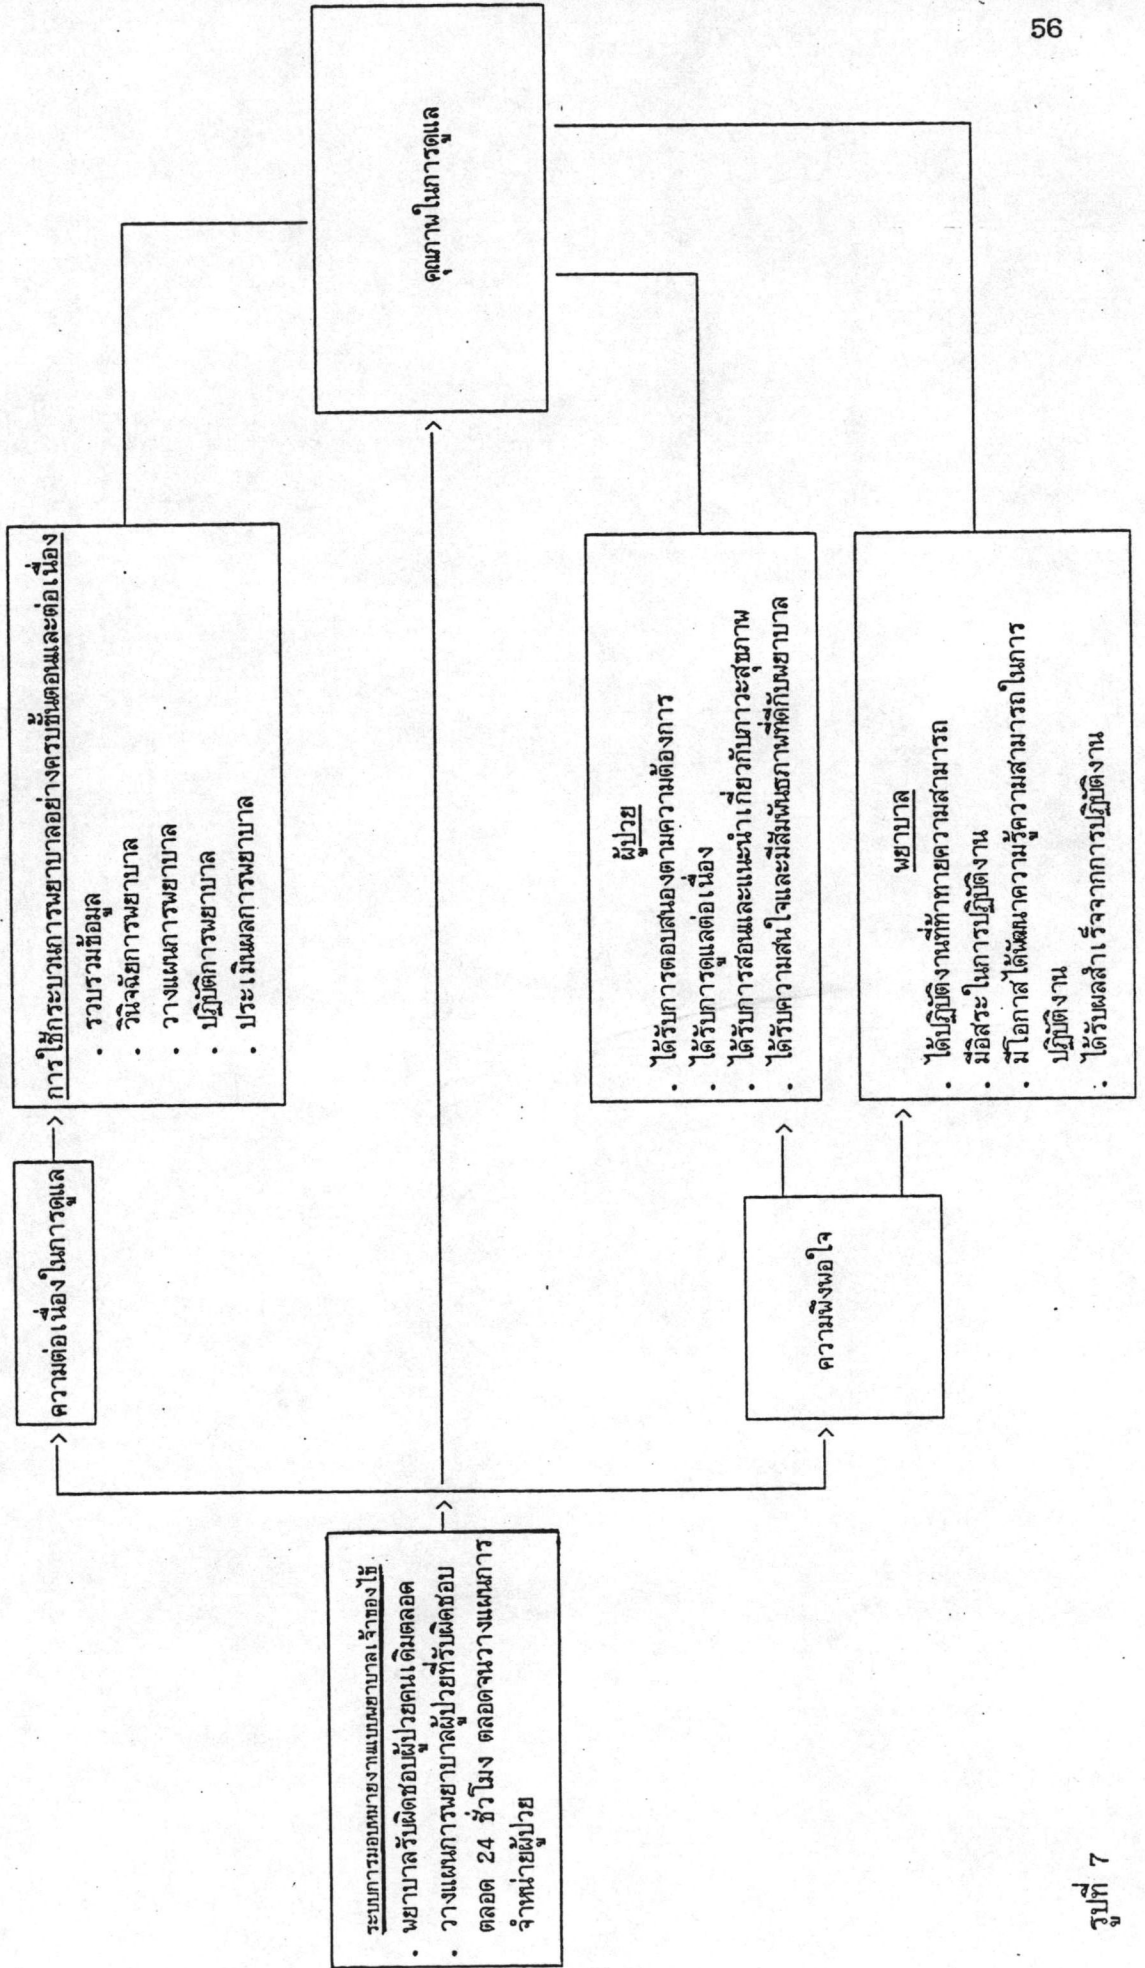 56
ระบบการมอบหมายงานแบบพยาบาลเจ้าของไข้
· พยาบาลรับผิดชอบผู้ป่วยคนเดิมตลอด
· วางแผนการพยาบาลผู้ป่วยที่รับผิดชอบ
ตลอด 24 ชั่วโมง ตลอดจนวางแผนการ
จำหน่ายผู้ป่วย
ความต่อเนื่องในการดูแล
การใช้กระบวนการพยาบาลอย่างครบขั้นตอนและต่อเนื่อง
· รวบรวมข้อมูล
· วินิจฉัยการพยาบาล
· วางแผนการพยาบาล
· ปฏิบัติการพยาบาล
· ประเมินผลการพยาบาล
คุณภาพในการดูแล
ความพึงพอใจ
ผู้ป่วย
· ได้รับการตอบสนองตามความต้องการ
· ได้รับการดูแลต่อเนื่อง
· ได้รับการสอนและแนะนำเกี่ยวกับภาวะสุขภาพ
· ได้รับความสนใจและมีสัมพันธภาพที่ดีกับพยาบาล
พยาบาล
· ได้ปฏิบัติงานที่ท้าทายความสามารถ
· มีอิสระในการปฏิบัติงาน
· มีโอกาสได้พัฒนาความรู้ความสามารถในการ
ปฏิบัติงาน
· ได้รับผลสำเร็จจากการปฏิบัติงาน
รูปที่ 7